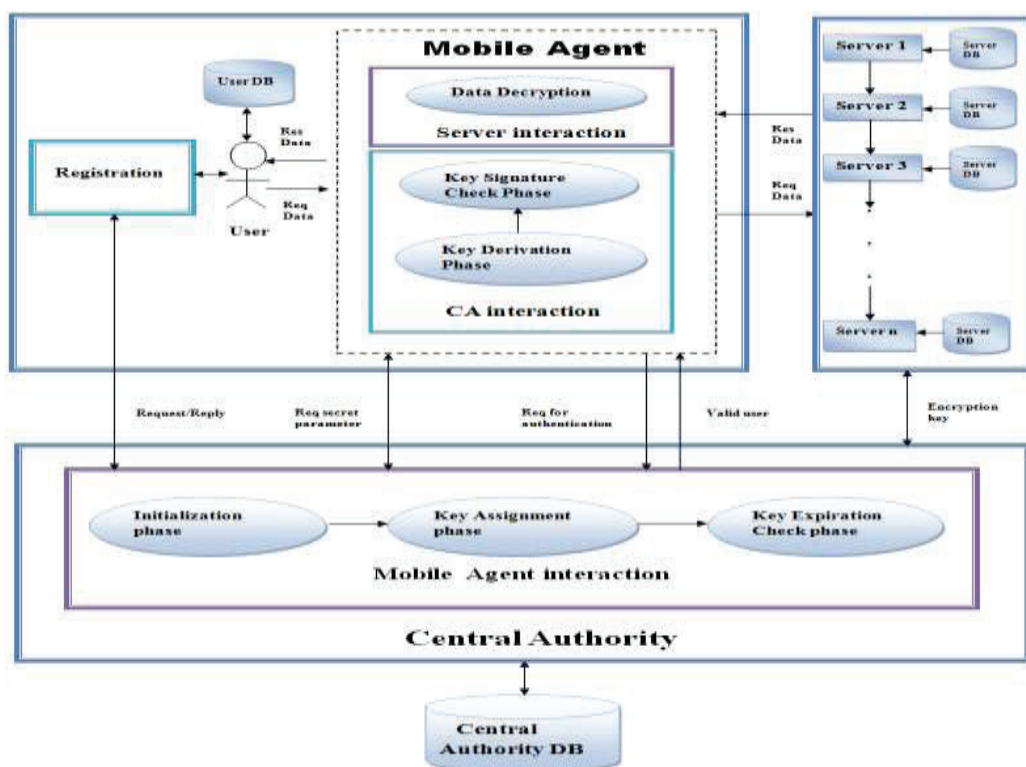 Mobile Agent
User DB
Data Decryption
Server interaction
Res
Data
Registration
Key Signature
Check Phase
Req
Data
User
Key Derivation
Phase
CA interaction
Res
Data
Req
Data
Server 1
Server
DB
Server 2
Server
DB
Server 3
Server
DB
.
.
.
Server n
Server
DB
Request/Reply
Req secret
parameter
Req for
authentication
Valid user
Encryption
key
Initialization
phase
Key Assignment
phase
Key Expiration
Check phase
Mobile Agent interaction
Central Authority
Central
Authority DB